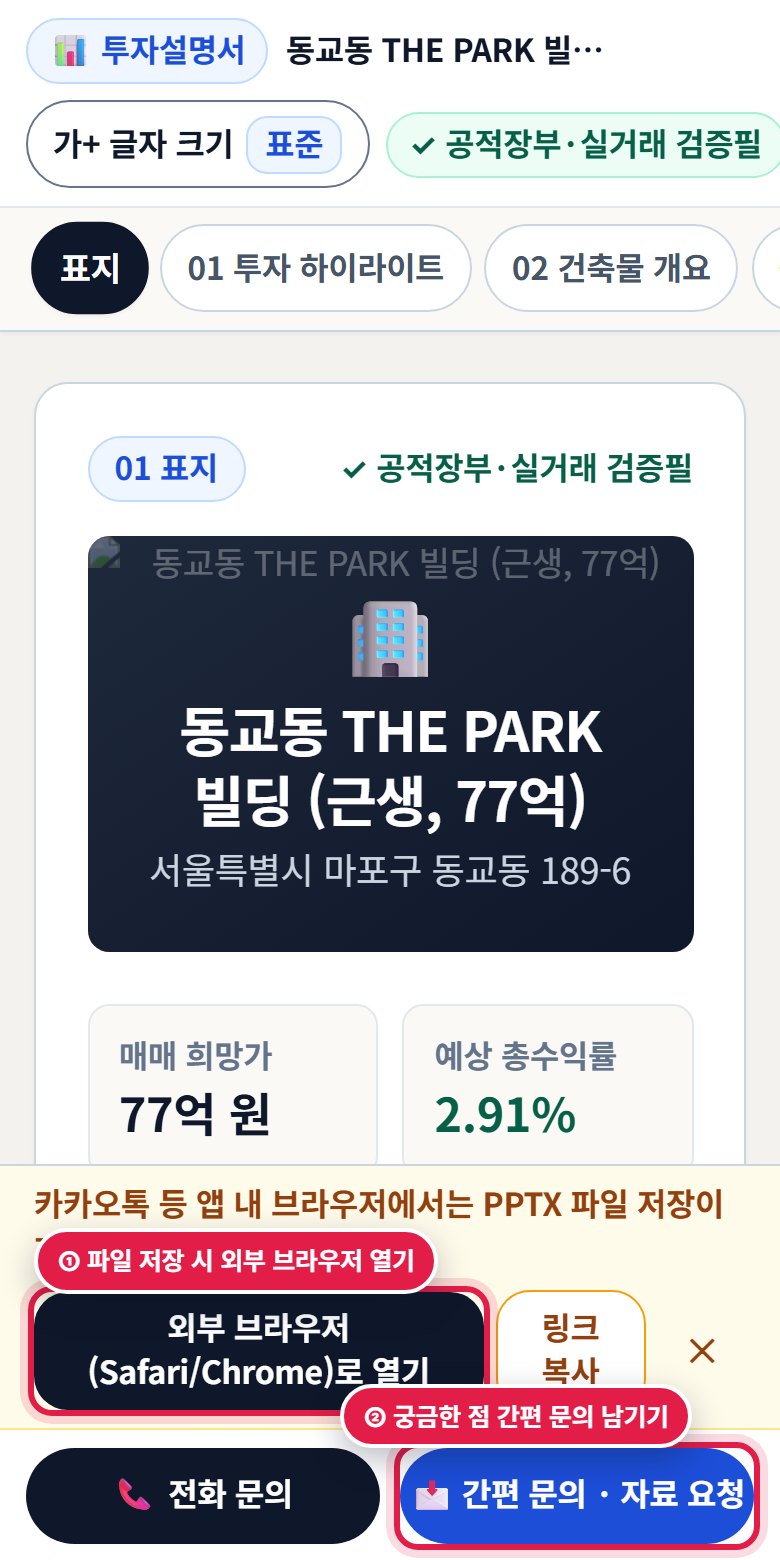 투자설명서 동교동 THE PARK 빌…
가+ 글자 크기 표준 ✓ 공적장부·실거래 검증필
표지 01 투자 하이라이트 02 건축물 개요
01 표지 ✓ 공적장부·실거래 검증필
동교동 THE PARK 빌딩 (근생, 77억)
동교동 THE PARK
빌딩 (근생, 77억)
서울특별시 마포구 동교동 189-6
매매 희망가 예상 총수익률
77억 원 2.91%
카카오톡 등 앱 내 브라우저에서는 PPTX 파일 저장이
① 파일 저장 시 외부 브라우저 열기
외부 브라우저
(Safari/Chrome)로 열기
링크
복사
×
② 궁금한 점 간편 문의 남기기
전화 문의 간편 문의 · 자료 요청